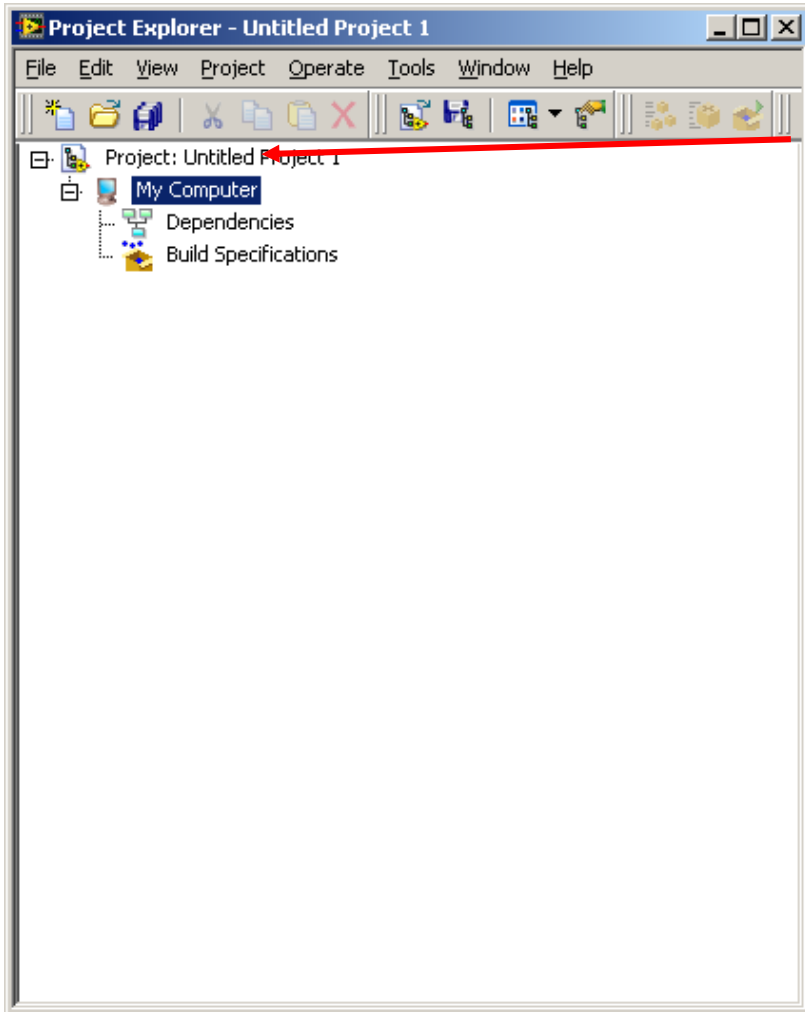 Project Explorer - Untitled Project 1
File Edit View Project Operate Tools Window Help
Project: Untitled Project 1
My Computer
Dependencies
Build Specifications